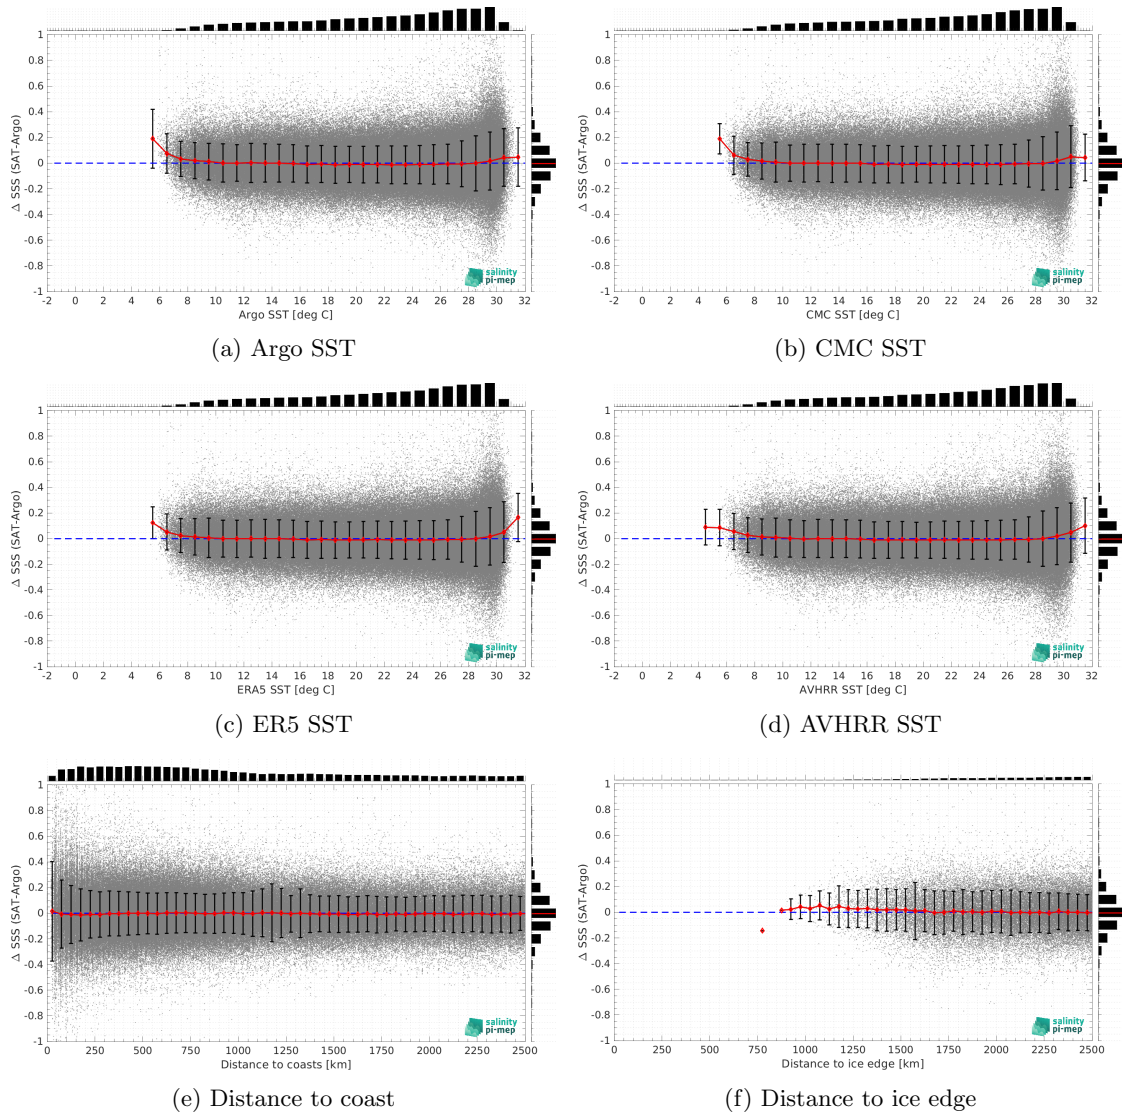 1
0.8
0.6
0.4
0.2
0
-0.2
-0.4
-0.6
-0.8
-1
Δ SSS (SAT-Argo)
salinity
pi-mep
-2 0 2 4 6 8 10 12 14 16 18 20 22 24 26 28 30 32
Argo SST [deg C]
(a) Argo SST
1
0.8
0.6
0.4
0.2
0
-0.2
-0.4
-0.6
-0.8
-1
Δ SSS (SAT-Argo)
salinity
pi-mep
-2 0 2 4 6 8 10 12 14 16 18 20 22 24 26 28 30 32
CMC SST [deg C]
(b) CMC SST
1
0.8
0.6
0.4
0.2
0
-0.2
-0.4
-0.6
-0.8
-1
Δ SSS (SAT-Argo)
salinity
pi-mep
-2 0 2 4 6 8 10 12 14 16 18 20 22 24 26 28 30 32
ERA5 SST [deg C]
(c) ER5 SST
1
0.8
0.6
0.4
0.2
0
-0.2
-0.4
-0.6
-0.8
-1
Δ SSS (SAT-Argo)
salinity
pi-mep
-2 0 2 4 6 8 10 12 14 16 18 20 22 24 26 28 30 32
AVHRR SST [deg C]
(d) AVHRR SST
1
0.8
0.6
0.4
0.2
0
-0.2
-0.4
-0.6
-0.8
-1
Δ SSS (SAT-Argo)
salinity
pi-mep
0 250 500 750 1000 1250 1500 1750 2000 2250 2500
Distance to coasts [km]
(e) Distance to coast
1
0.8
0.6
0.4
0.2
0
-0.2
-0.4
-0.6
-0.8
-1
Δ SSS (SAT-Argo)
salinity
pi-mep
0 250 500 750 1000 1250 1500 1750 2000 2250 2500
Distance to ice edge [km]
(f) Distance to ice edge